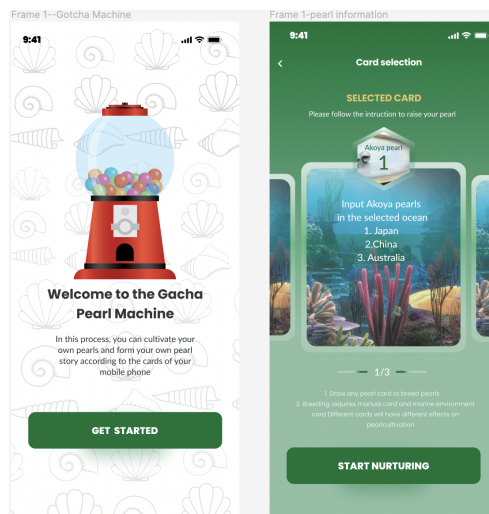 Frame 1--Gotcha Machine
9:41
Welcome to the Gacha
Pearl Machine
In this process, you can cultivate your
own pearls and form your own pearl
story according to the cards of your
mobile phone
GET STARTED
Frame 1-pearl information
9:41
Card selection
SELECTED CARD
Please follow the intruction to raise your pearl
Akoya pearl
1
Input Akoya pearls
in the selected ocean
1. Japan
2.China
3. Australia
1/3
1. Draw any pearl card to breed pearls
2. Breeding requires manual card and marine environment
card Different cards will have different effects on
pearlcultivation
START NURTURING